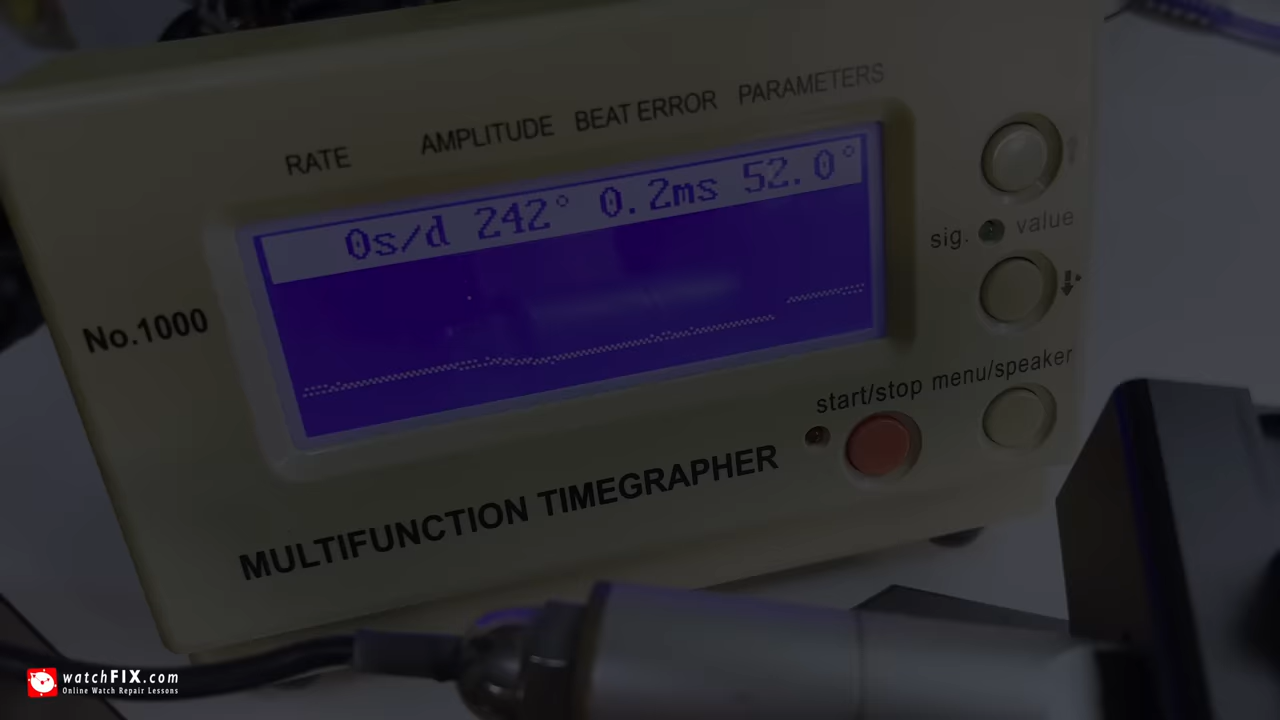 RATE AMPLITUDE BEAT ERROR PARAMETERS
0s/d 242° 0.2ms 52.0°
sig. value
No.1000
start/stop menu/speaker
MULTIFUNCTION TIMEGRAPHER
watchFIX.com
Online Watch Repair Lessons